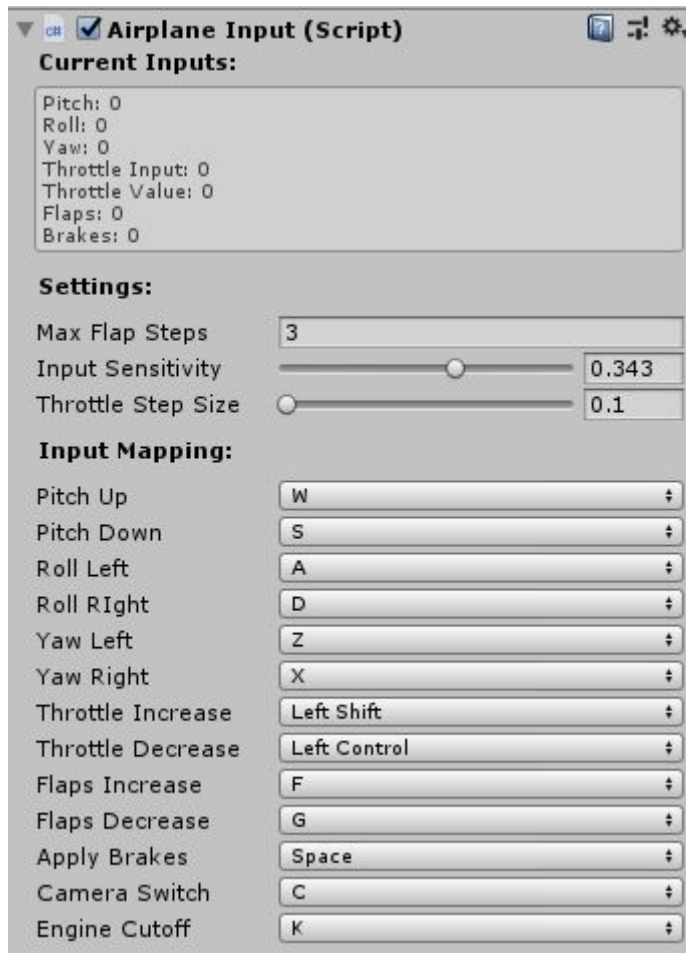 c# Airplane Input (Script)
Current Inputs:
Pitch: 0
Roll: 0
Yaw: 0
Throttle Input: 0
Throttle Value: 0
Flaps: 0
Brakes: 0
Settings:
Max Flap Steps 3
Input Sensitivity 0.343
Throttle Step Size 0.1
Input Mapping:
Pitch Up W
Pitch Down S
Roll Left A
Roll RIght D
Yaw Left Z
Yaw Right X
Throttle Increase Left Shift
Throttle Decrease Left Control
Flaps Increase F
Flaps Decrease G
Apply Brakes Space
Camera Switch C
Engine Cutoff K